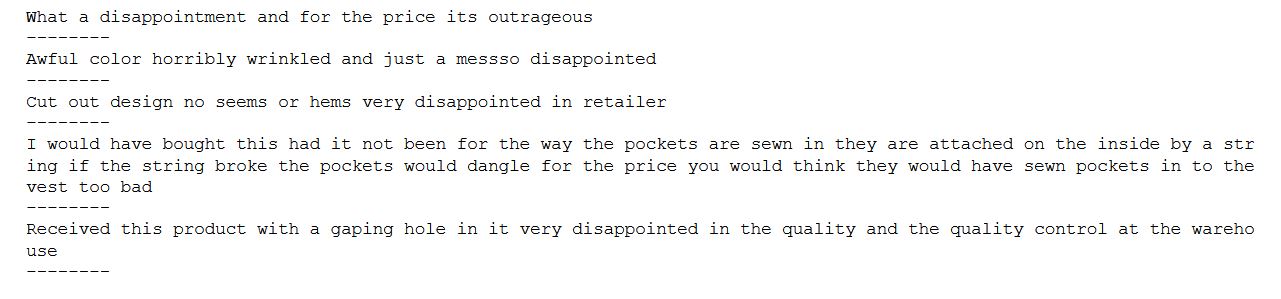 What a disappointment and for the price its outrageous
--------
Awful color horribly wrinkled and just a messso disappointed
--------
Cut out design no seems or hems very disappointed in retailer
--------
I would have bought this had it not been for the way the pockets are sewn in they are attached on the inside by a str
ing if the string broke the pockets would dangle for the price you would think they would have sewn pockets in to the
vest too bad
--------
Received this product with a gaping hole in it very disappointed in the quality and the quality control at the wareho
use
--------